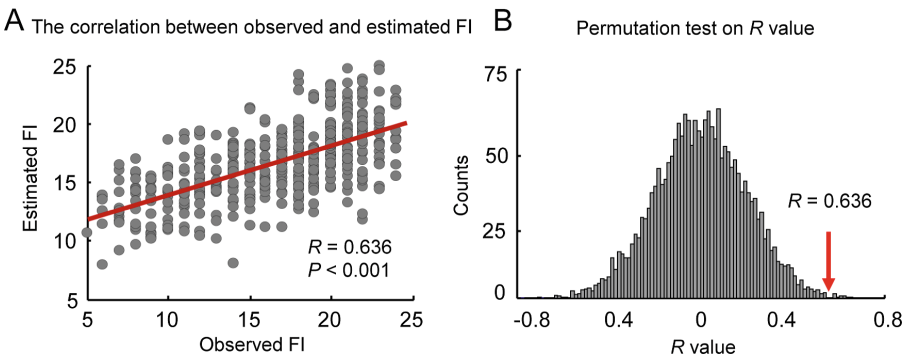 A The correlation between observed and estimated FI
25
20
15
10
5
Estimated FI
R = 0.636
P < 0.001
5 10 15 20 25
Observed FI
B Permutation test on R value
75
50
25
0
Counts
R = 0.636
-0.8 0.4 0 0.4 0.8
R value